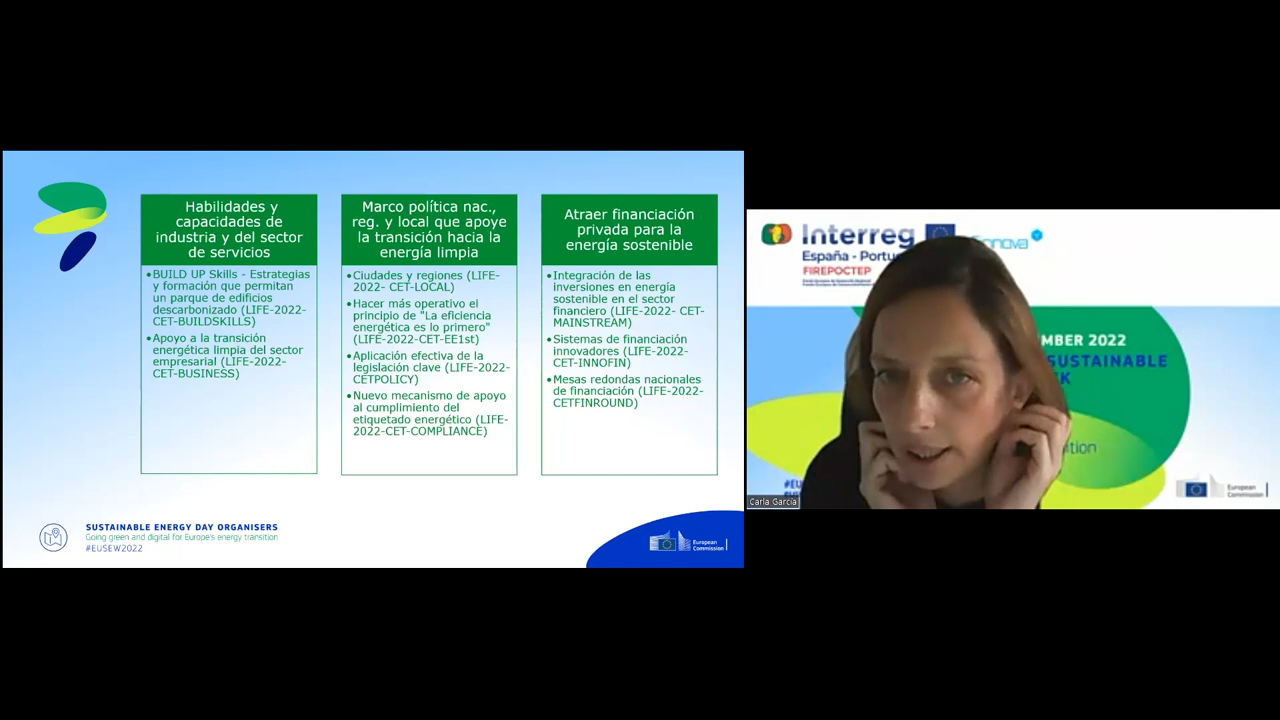 Habilidades y
capacidades de
industria y del sector
de servicios
•BUILD UP Skills - Estrategias
y formación que permitan
un parque de edificios
descarbonizado (LIFE-2022-
CET-BUILDSKILLS)
•Apoyo a la transición
energética limpia del sector
empresarial (LIFE-2022-
CET-BUSINESS)
Marco política nac.,
reg. y local que apoye
la transición hacia la
energía limpia
•Ciudades y regiones (LIFE-
2022- CET-LOCAL)
•Hacer más operativo el
principio de "La eficiencia
energética es lo primero"
(LIFE-2022-CET-EE1st)
•Aplicación efectiva de la
legislación clave (LIFE-2022-
CETPOLICY)
•Nuevo mecanismo de apoyo
al cumplimiento del
etiquetado energético (LIFE-
2022-CET-COMPLIANCE)
Atraer financiación
privada para la
energía sostenible
•Integración de las
inversiones en energía
sostenible en el sector
financiero (LIFE-2022- CET-
MAINSTREAM)
•Sistemas de financiación
innovadores (LIFE-2022-
CET-INNOFIN)
•Mesas redondas nacionales
de financiación (LIFE-2022-
CETFINROUND)
SUSTAINABLE ENERGY DAY ORGANISERS
Going green and digital for Europe's energy transition
#EUSEW2022
European
Commission
Interreg
España - Portu
FIREPOCTEP
MBER 2022
SUSTAINABLE
European
Commission
Carla García